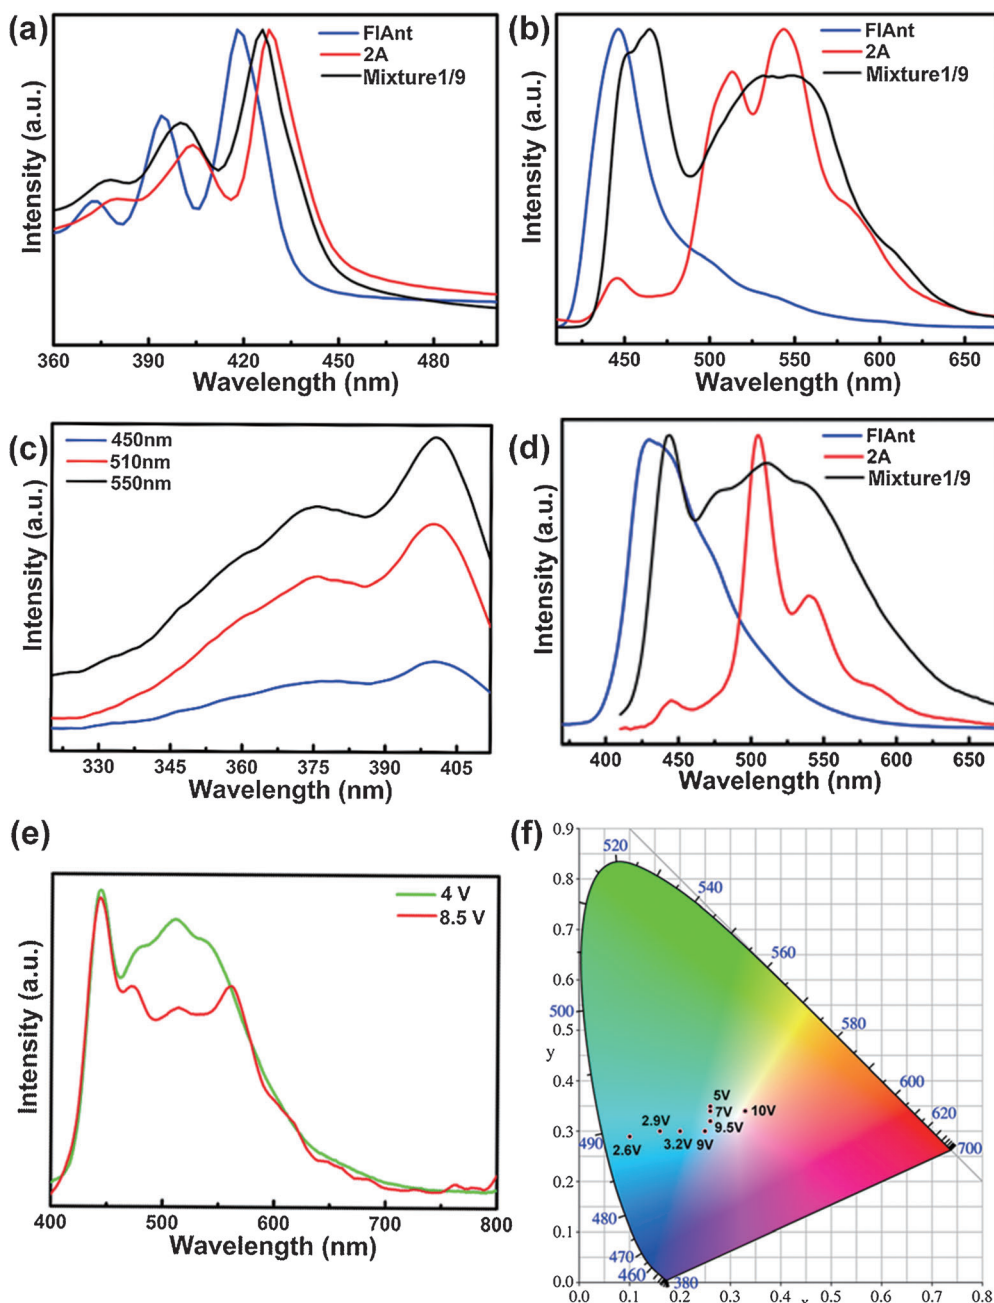 (a)
FlAnt
2A
Mixture1/9
Intensity (a.u.)
360 390 420 450 480
Wavelength (nm)
(b)
FlAnt
2A
Mixture1/9
Intensity (a.u.)
450 500 550 600 650
Wavelength (nm)
(c)
450nm
510nm
550nm
Intensity (a.u.)
330 345 360 375 390 405
Wavelength (nm)
(d)
FlAnt
2A
Mixture1/9
Intensity (a.u.)
400 450 500 550 600 650
Wavelength (nm)
(e)
4 V
8.5 V
Intensity (a.u.)
400 500 600 700 800
Wavelength (nm)
(f)
0.9
0.8
0.7
0.6
0.5
y
0.4
0.3
0.2
0.1
0.0
520
540
560
500
580
600
620
490
700
480
470
460
380
5V
7V
10V
2.9V
9.5V
2.6V
3.2V
9V
0.0 0.1 0.2 0.3 0.4 0.5 0.6 0.7 0.8
x